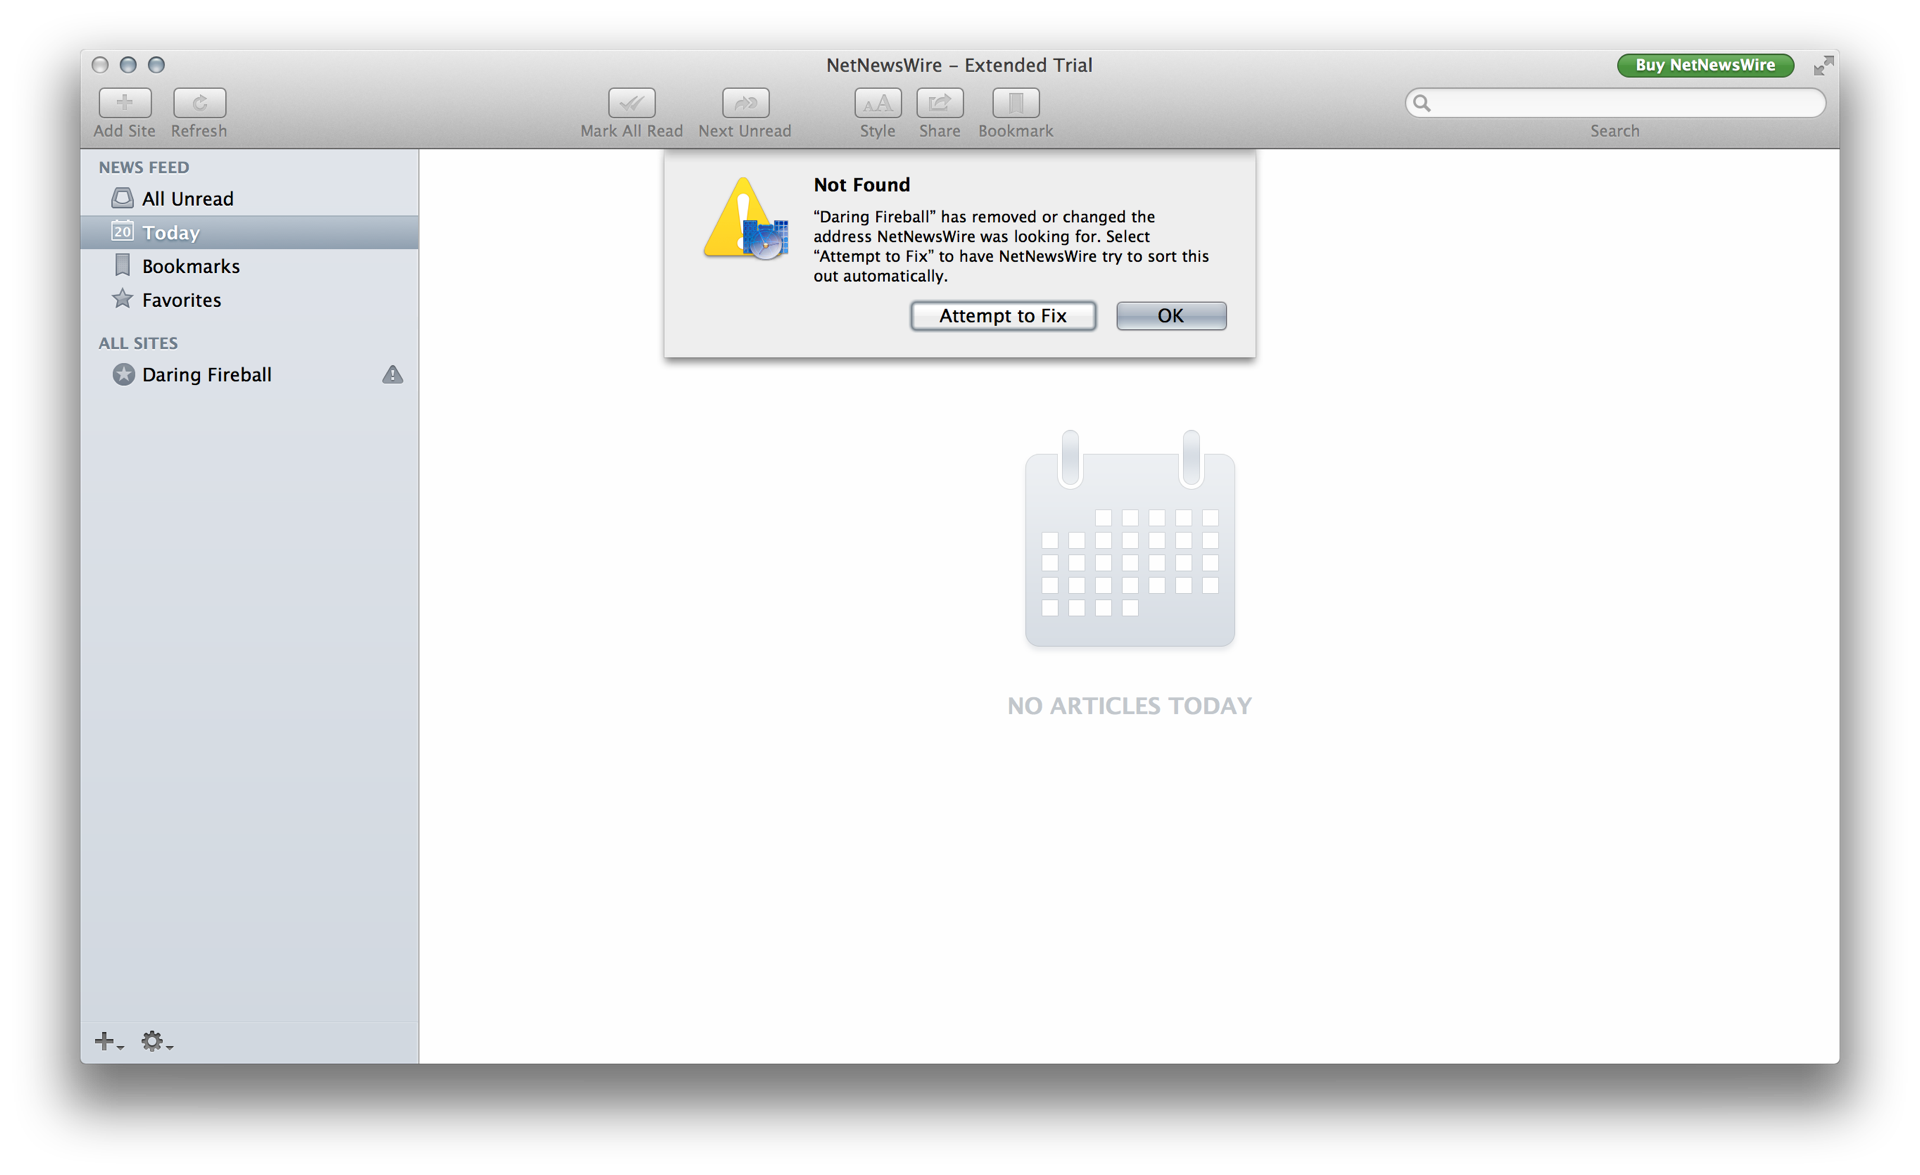 NetNewsWire – Extended Trial
Buy NetNewsWire
Add Site
Refresh
Mark All Read
Next Unread
AA
Style
Share
Bookmark
Search
NEWS FEED
All Unread
20
Today
Bookmarks
Favorites
ALL SITES
Daring Fireball
Not Found
“Daring Fireball” has removed or changed the
address NetNewsWire was looking for. Select
“Attempt to Fix” to have NetNewsWire try to sort this
out automatically.
Attempt to Fix
OK
NO ARTICLES TODAY